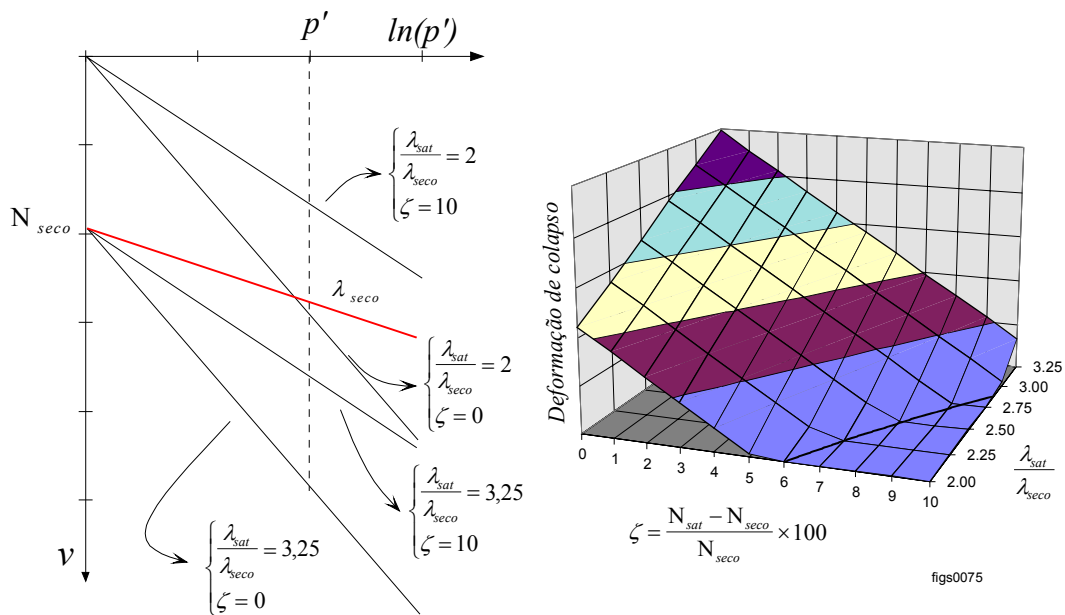 p' ln(p')
N seco
λ seco
λsat/λseco = 2
ζ = 10
λsat/λseco = 2
ζ = 0
λsat/λseco = 3,25
ζ = 10
λsat/λseco = 3,25
ζ = 0
v
Deformação de colapso
0 1 2 3 4 5 6 7 8 9 10
2.00
2.25
2.50
2.75
3.00
3.25
λsat/λseco
ζ = (Nsat − Nseco)/Nseco ×100
figs0075